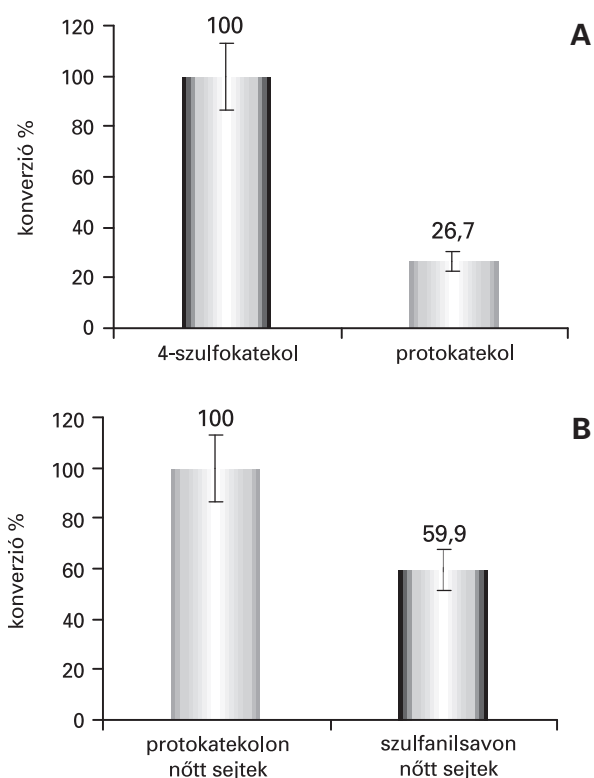 A
konverzió %
120
100
80
60
40
20
0
100
26,7
4-szulfokatekol
protokatekol
B
konverzió %
120
100
80
60
40
20
0
100
59,9
protokatekolon
nőtt sejtek
szulfanilsavon
nőtt sejtek